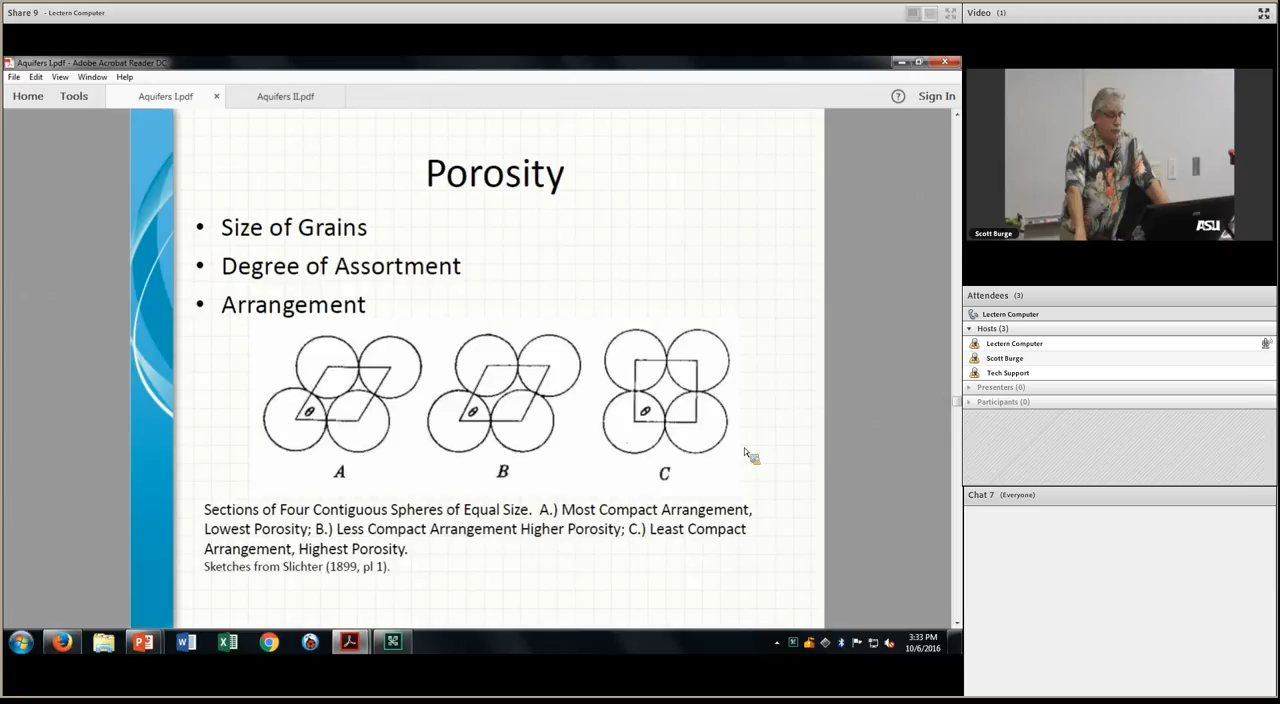 Share 9 - Lectern Computer
Video (1)
Aquifers I.pdf - Adobe Acrobat Reader DC
File Edit View Window Help
Home Tools Aquifers I.pdf × Aquifers II.pdf ? Sign In
Porosity
• Size of Grains
• Degree of Assortment
• Arrangement
θ θ θ
A B C
Sections of Four Contiguous Spheres of Equal Size. A.) Most Compact Arrangement,
Lowest Porosity; B.) Less Compact Arrangement Higher Porosity; C.) Least Compact
Arrangement, Highest Porosity.
Sketches from Slichter (1899, pl 1).
3:33 PM
10/6/2016
ASU
Scott Burge
Attendees (3)
Lectern Computer
Hosts (3)
Lectern Computer
Scott Burge
Tech Support
Presenters (0)
Participants (0)
Chat 7 (Everyone)